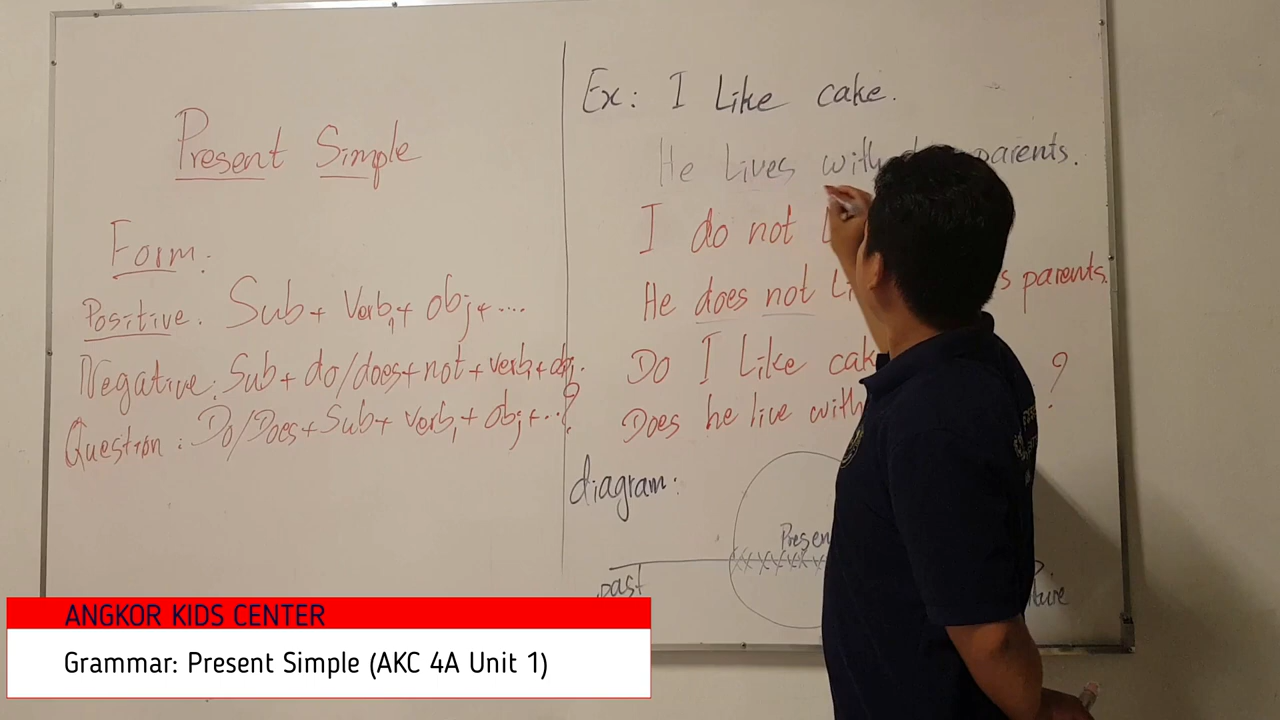 Present Simple
Form:
Positive: Sub + Verb1 + obj + ....
Negative: Sub + do/does + not + verb1 + obj.
Question: Do/Does + Sub + verb1 + obj + ...?
Ex: I Like cake.
He Lives with parents.
I do not
He does not parents.
Do I Like ?
Does he live with
diagram:
past
ANGKOR KIDS CENTER
Grammar: Present Simple (AKC 4A Unit 1)